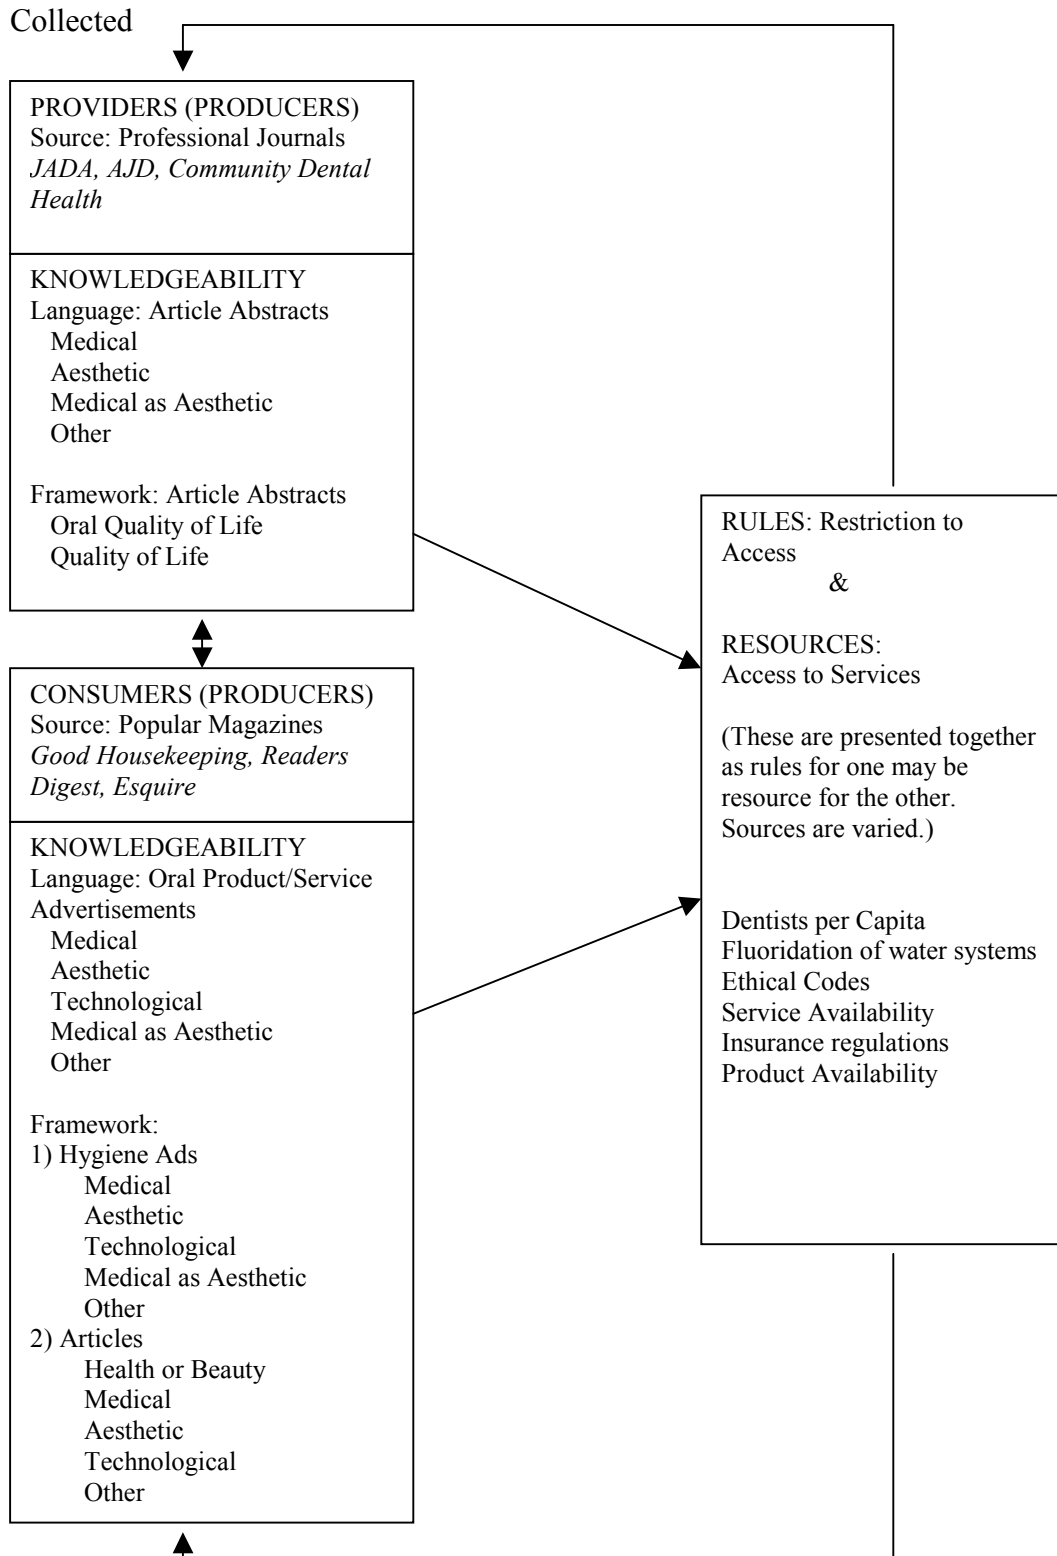 Collected
PROVIDERS (PRODUCERS)
Source: Professional Journals
JADA, AJD, Community Dental
Health
KNOWLEDGEABILITY
Language: Article Abstracts
Medical
Aesthetic
Medical as Aesthetic
Other
Framework: Article Abstracts
Oral Quality of Life
Quality of Life
CONSUMERS (PRODUCERS)
Source: Popular Magazines
Good Housekeeping, Readers
Digest, Esquire
KNOWLEDGEABILITY
Language: Oral Product/Service
Advertisements
Medical
Aesthetic
Technological
Medical as Aesthetic
Other
Framework:
1) Hygiene Ads
Medical
Aesthetic
Technological
Medical as Aesthetic
Other
2) Articles
Health or Beauty
Medical
Aesthetic
Technological
Other
RULES: Restriction to
Access
&
RESOURCES:
Access to Services
(These are presented together
as rules for one may be
resource for the other.
Sources are varied.)
Dentists per Capita
Fluoridation of water systems
Ethical Codes
Service Availability
Insurance regulations
Product Availability